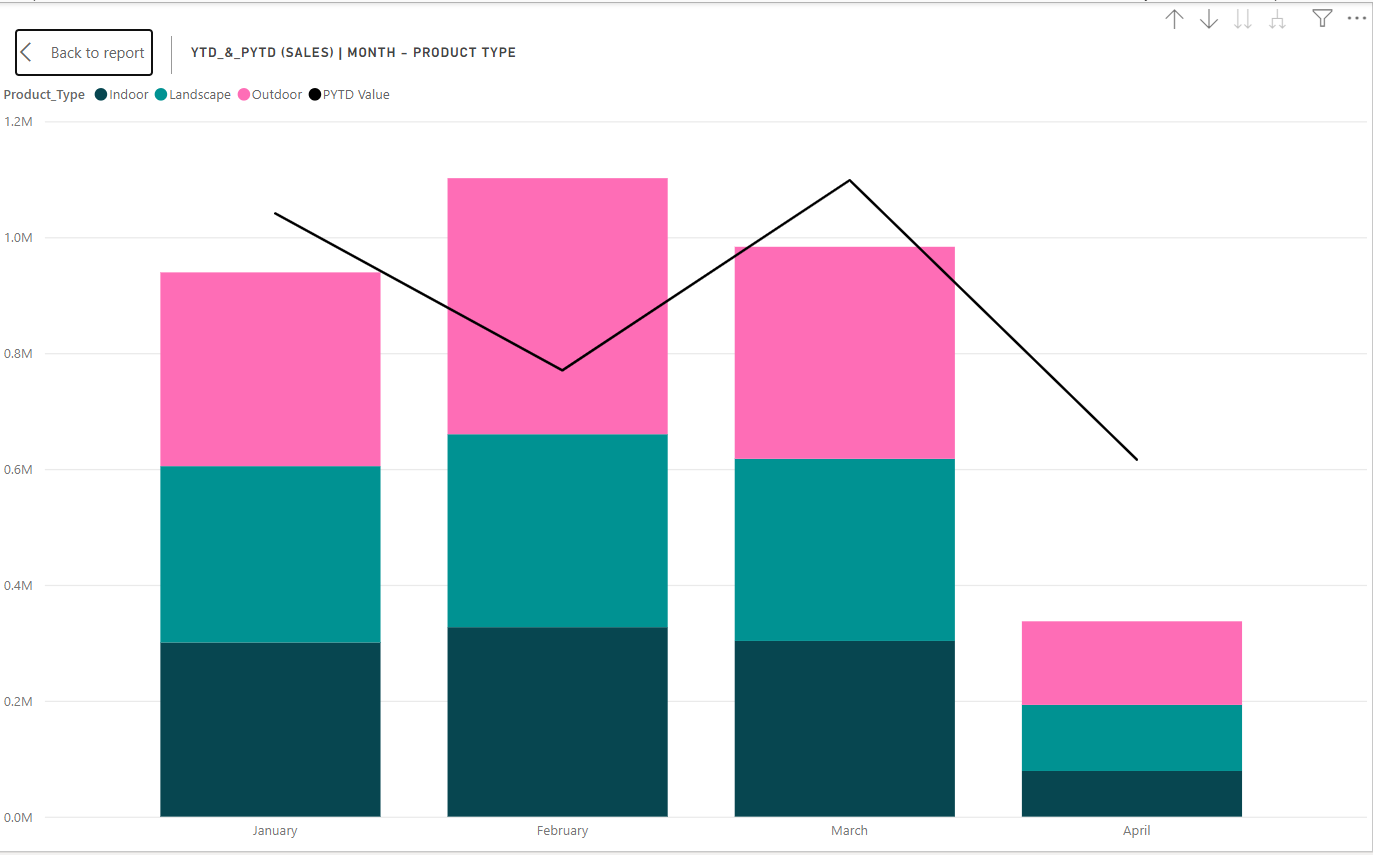 Back to report
YTD_&_PYTD (SALES) | MONTH – PRODUCT TYPE
Product_Type Indoor Landscape Outdoor PYTD Value
1.2M
1.0M
0.8M
0.6M
0.4M
0.2M
0.0M
January February March April